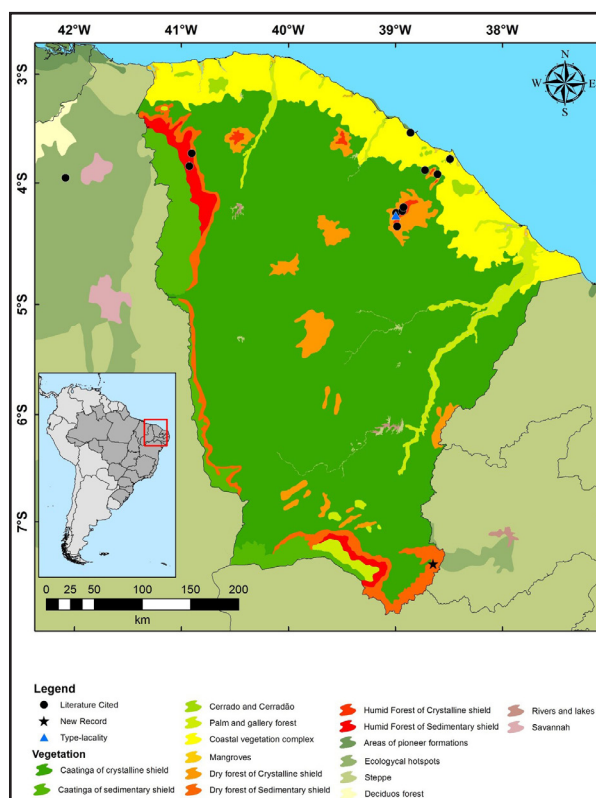 42°W 41°W 40°W 39°W 38°W
3°S
4°S
5°S
6°S
7°S
N
W E
S
0 25 50 100 150 200
km
Legend
Literature Cited
New Record
Type-lacality
Vegetation
Caatinga of crystalline shield
Caatinga of sedimentary shield
Cerrado and Cerradão
Palm and gallery forest
Coastal vegetation complex
Mangroves
Dry forest of Crystalline shield
Dry forest of Sedimentary shield
Humid Forest of Crystalline shield
Humid Forest of Sedimentary shield
Areas of pioneer formations
Ecologycal hotspots
Steppe
Deciduos forest
Rivers and lakes
Savannah